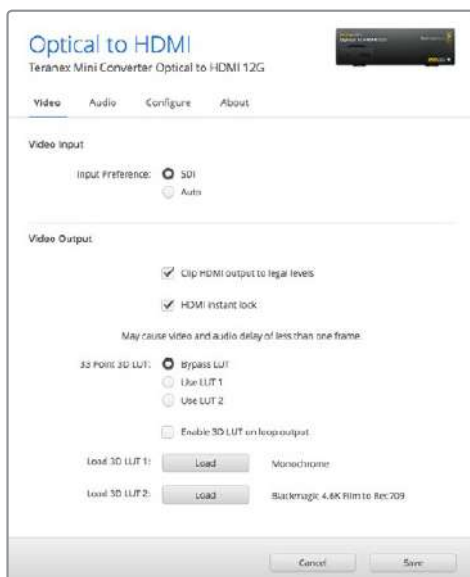 Optical to HDMI
Teranex Mini Converter Optical to HDMI 12G
Video Audio Configure About
Video Input
Input Preference: SDI
Auto
Video Output
Clip HDMI output to legal levels
HDMI instant lock
May cause video and audio delay of less than one frame.
33 Point 3D LUT: Bypass LUT
Use LUT 1
Use LUT 2
Enable 3D LUT on loop output
Load 3D LUT 1: Load Monochrome
Load 3D LUT 2: Load Blackmagic 4.6K Film to Rec709
Cancel Save